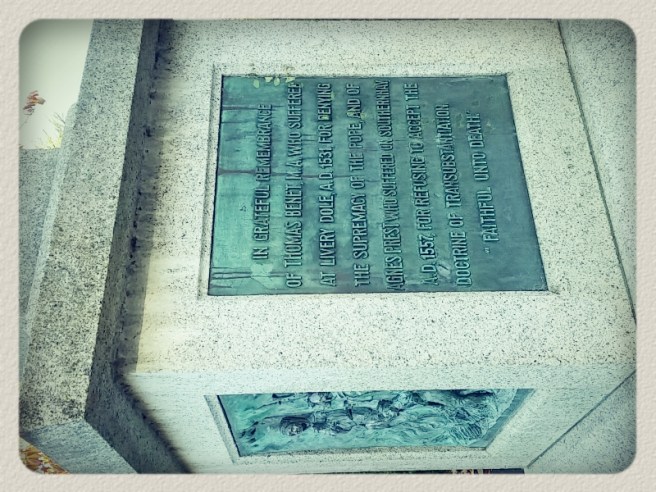 IN GRATEFUL REMEMBRANCE
OF THOMAS BENET, M.A. WHO SUFFERED
AT LIVERY DOLE, A.D. 1531, FOR DENYING
THE SUPREMACY OF THE POPE, AND OF
AGNES PREST, WHO SUFFERED ON SOUTHERNHAY
A.D. 1557, FOR REFUSING TO ACCEPT THE
DOCTRINE OF TRANSUBSTANTIATION.
"FAITHFUL UNTO DEATH"